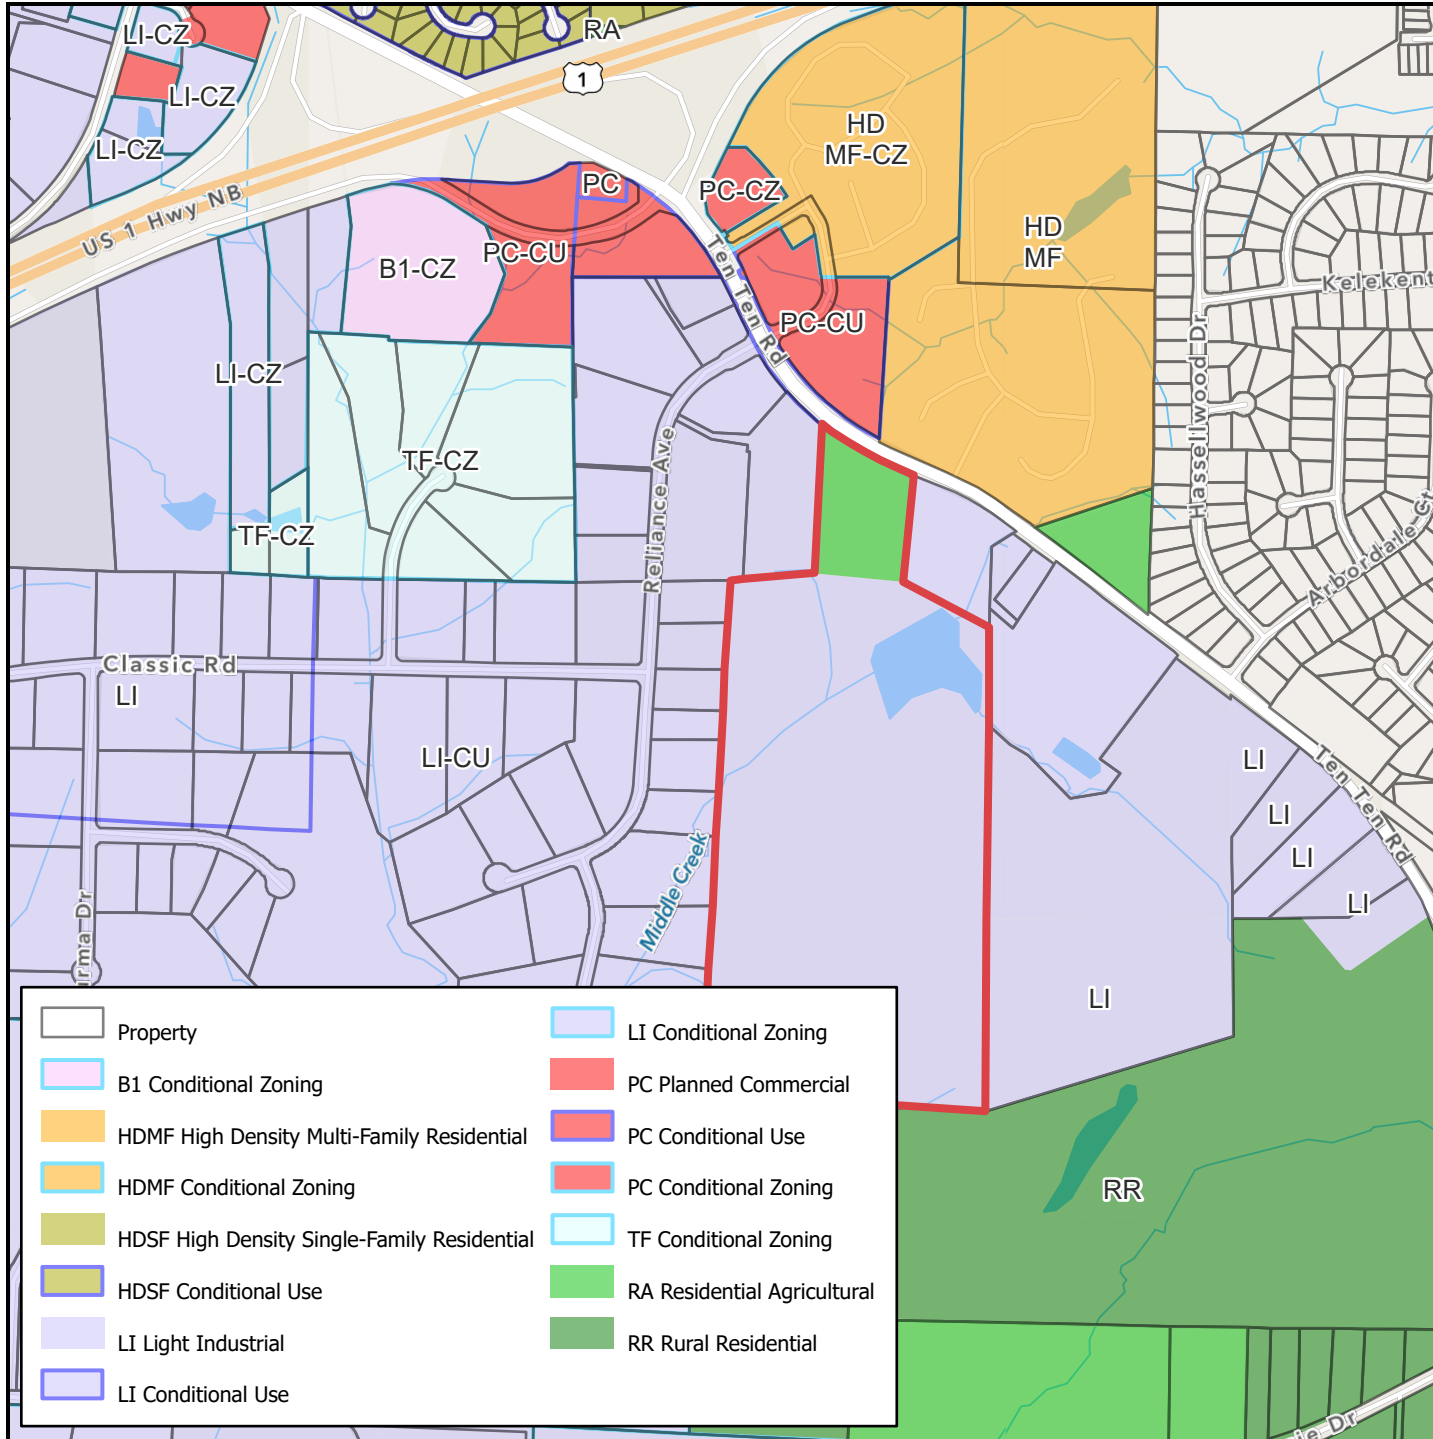 LI-CZ
RA
1
LI-CZ
LI-CZ
HD
MF-CZ
PC
PC-CZ
US 1 Hwy NB
HD
MF
PC-CU
B1-CZ
Ten Ten Rd
Kelekent
PC-CU
LI-CZ
Hassellwood Dr
TF-CZ
Reliance Ave
TF-CZ
Arbordale Ct
Classic Rd
LI
LI-CU
LI
Ten Ten Rd
LI
LI
Middle Creek
LI
irma Dr
LI
RR
ie Dr
Property
B1 Conditional Zoning
HDMF High Density Multi-Family Residential
HDMF Conditional Zoning
HDSF High Density Single-Family Residential
HDSF Conditional Use
LI Light Industrial
LI Conditional Use
LI Conditional Zoning
PC Planned Commercial
PC Conditional Use
PC Conditional Zoning
TF Conditional Zoning
RA Residential Agricultural
RR Rural Residential